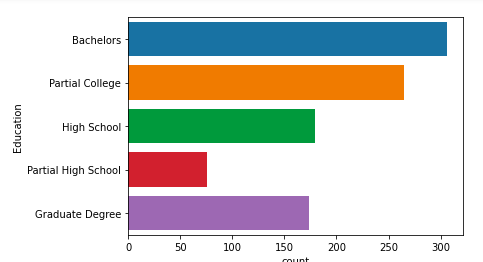 Bachelors
Partial College
High School
Partial High School
Graduate Degree
Education
0 50 100 150 200 250 300
count